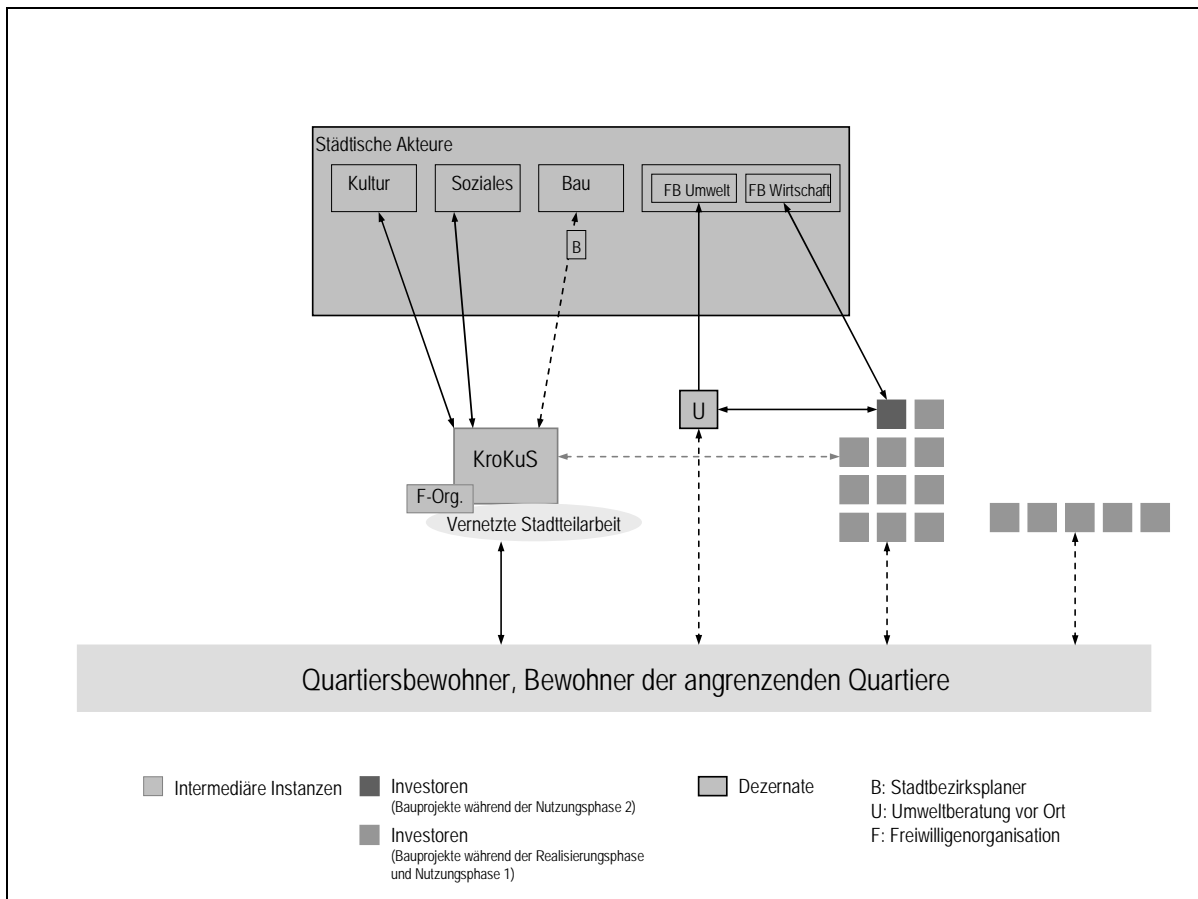 Städtische Akteure
Kultur
Soziales
Bau
FB Umwelt
FB Wirtschaft
B
U
KroKuS
F-Org.
Vernetzte Stadtteilarbeit
Quartiersbewohner, Bewohner der angrenzenden Quartiere
Intermediäre Instanzen
Investoren
(Bauprojekte während der Nutzungsphase 2)
Investoren
(Bauprojekte während der Realisierungsphase
und Nutzungsphase 1)
Dezernate
B: Stadtbezirksplaner
U: Umweltberatung vor Ort
F: Freiwilligenorganisation